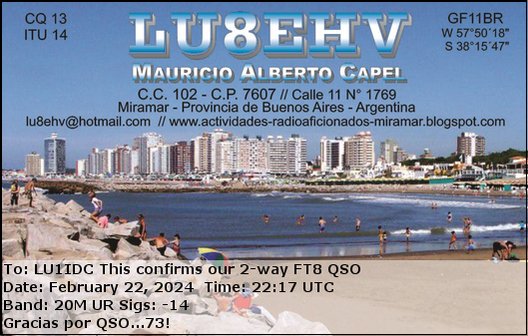 CQ 13
ITU 14
LU8EHV
GF11BR
W 57°50´18"
S 38°15'47"
MAURICIO ALBERTO CAPEL
C.C. 102 - C.P. 7607 // Calle 11 N° 1769
Miramar - Provincia de Buenos Aires - Argentina
lu8ehv@hotmail.com // www.actividades-radioaficionados-miramar.blogspot.com
To: LU1IDC This confirms our 2-way FT8 QSO
Date: February 22, 2024 Time: 22:17 UTC
Band: 20M UR Sigs: -14
Gracias por QSO...73!